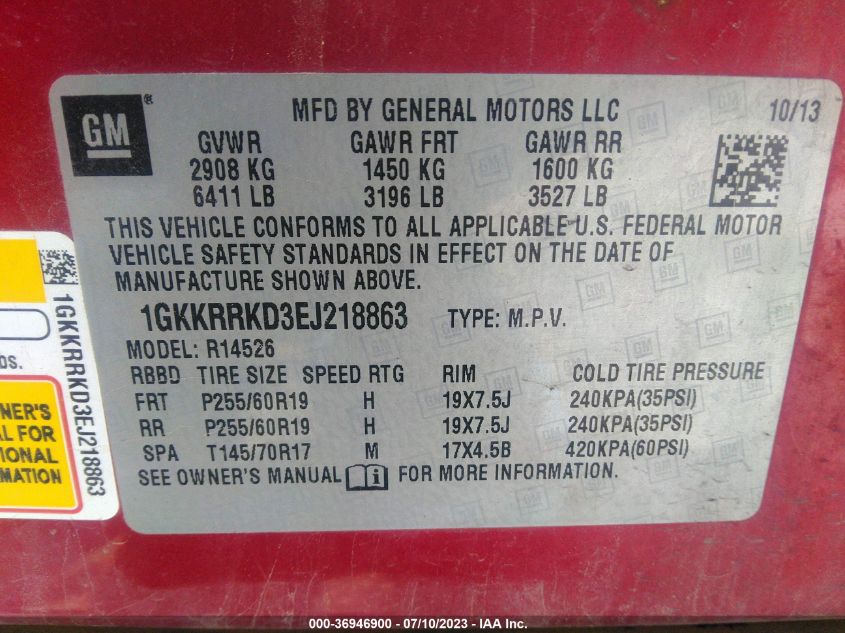 GM ®
MFD BY GENERAL MOTORS LLC 10/13
GVWR GAWR FRT GAWR RR
2908 KG 1450 KG 1600 KG
6411 LB 3196 LB 3527 LB
THIS VEHICLE CONFORMS TO ALL APPLICABLE U.S. FEDERAL MOTOR
VEHICLE SAFETY STANDARDS IN EFFECT ON THE DATE OF
MANUFACTURE SHOWN ABOVE.
1GKKRRKD3EJ218863 TYPE: M.P.V.
MODEL: R14526
RBBD TIRE SIZE SPEED RTG RIM COLD TIRE PRESSURE
FRT P255/60R19 H 19X7.5J 240KPA(35PSI)
RR P255/60R19 H 19X7.5J 240KPA(35PSI)
SPA T145/70R17 M 17X4.5B 420KPA(60PSI)
SEE OWNER'S MANUAL FOR MORE INFORMATION.
1GKKRRKD3EJ218863
OS.
NER'S
AL FOR
IONAL
MATION
000-36946900 - 07/10/2023 - IAA Inc.